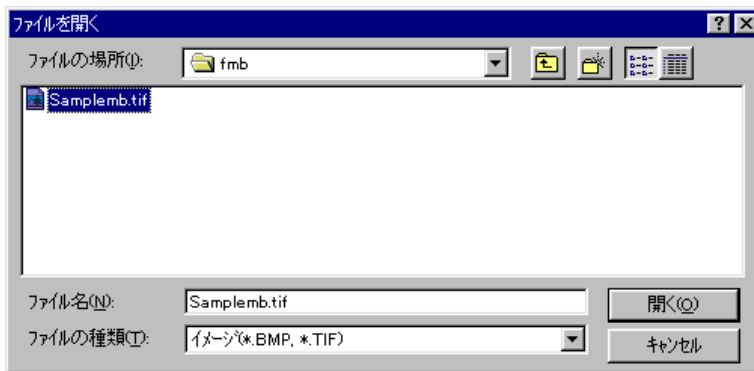 ファイルを開く
ファイルの場所(I):
fmb
Samplemb.tif
ファイル名(N):
Samplemb.tif
開く(O)
ファイルの種類(T):
イメージ(*.BMP, *.TIF)
キャンセル